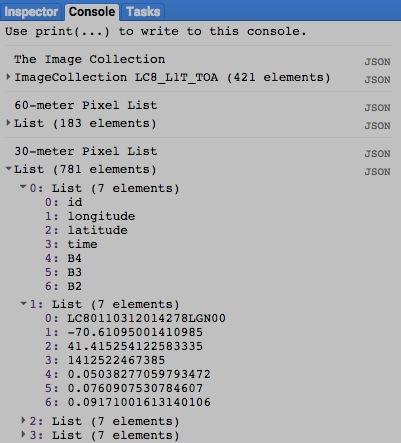 Inspector Console Tasks
Use print(...) to write to this console.
The Image Collection JSON
ImageCollection LC8_L1T_TOA (421 elements) JSON
60-meter Pixel List JSON
List (183 elements) JSON
30-meter Pixel List JSON
List (781 elements) JSON
0: List (7 elements)
0: id
1: longitude
2: latitude
3: time
4: B4
5: B3
6: B2
1: List (7 elements)
0: LC80110312014278LGN00
1: -70.61095001410985
2: 41.415254122583335
3: 1412522467385
4: 0.05038277059793472
5: 0.0760907530784607
6: 0.09171001613140106
2: List (7 elements)
3: List (7 elements)